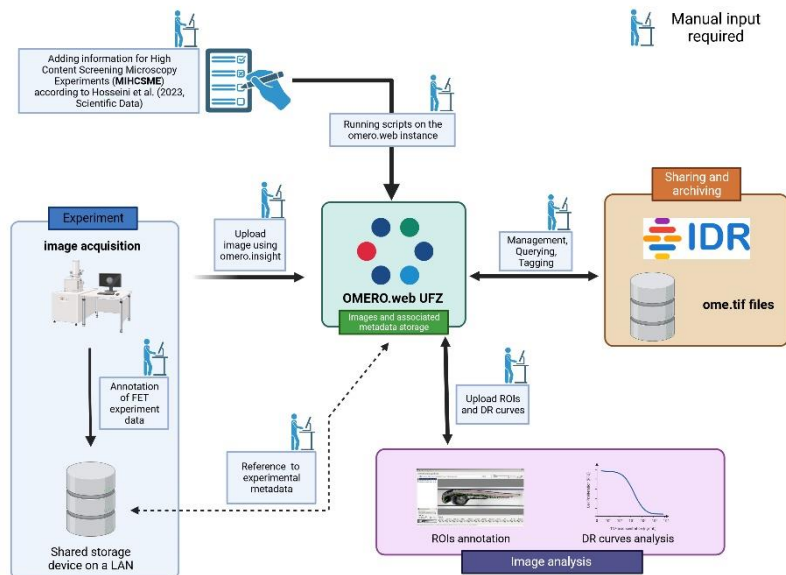 Manual input
required
Adding information for High
Content Screening Microscopy
Experiments (MIHCSME)
according to Hosseini et al. (2023,
Scientific Data)
Running scripts on the
omero.web instance
Experiment
image acquisition
Upload
image using
omero.insight
OMERO.web UFZ
Images and associated
metadata storage
Management,
Querying,
Tagging
Sharing and
archiving
IDR
ome.tif files
Annotation
of FET
experiment
data
Shared storage
device on a LAN
Reference to
experimental
metadata
Upload ROIs
and DR curves
ROIs annotation
DR curves analysis
Image analysis